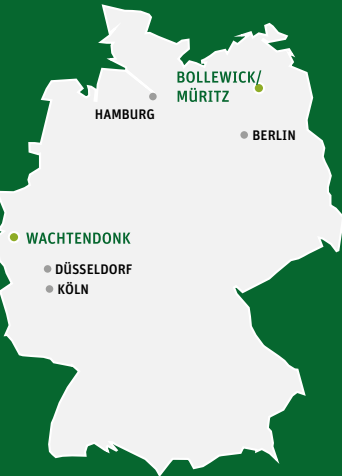 BOLLEWICK/
MÜRITZ
HAMBURG
BERLIN
WACHTENDONK
DÜSSELDORF
KÖLN